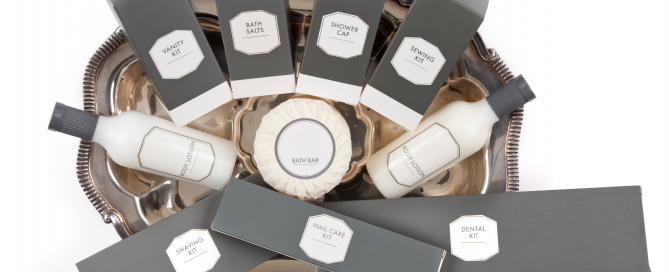 VANITY
KIT
BATH
SALTS
SHOWER
CAP
SEWING
KIT
BODY LOTION
BATH BAR
BODY LOTION
SHAVING
KIT
NAIL CARE
KIT
DENTAL
KIT